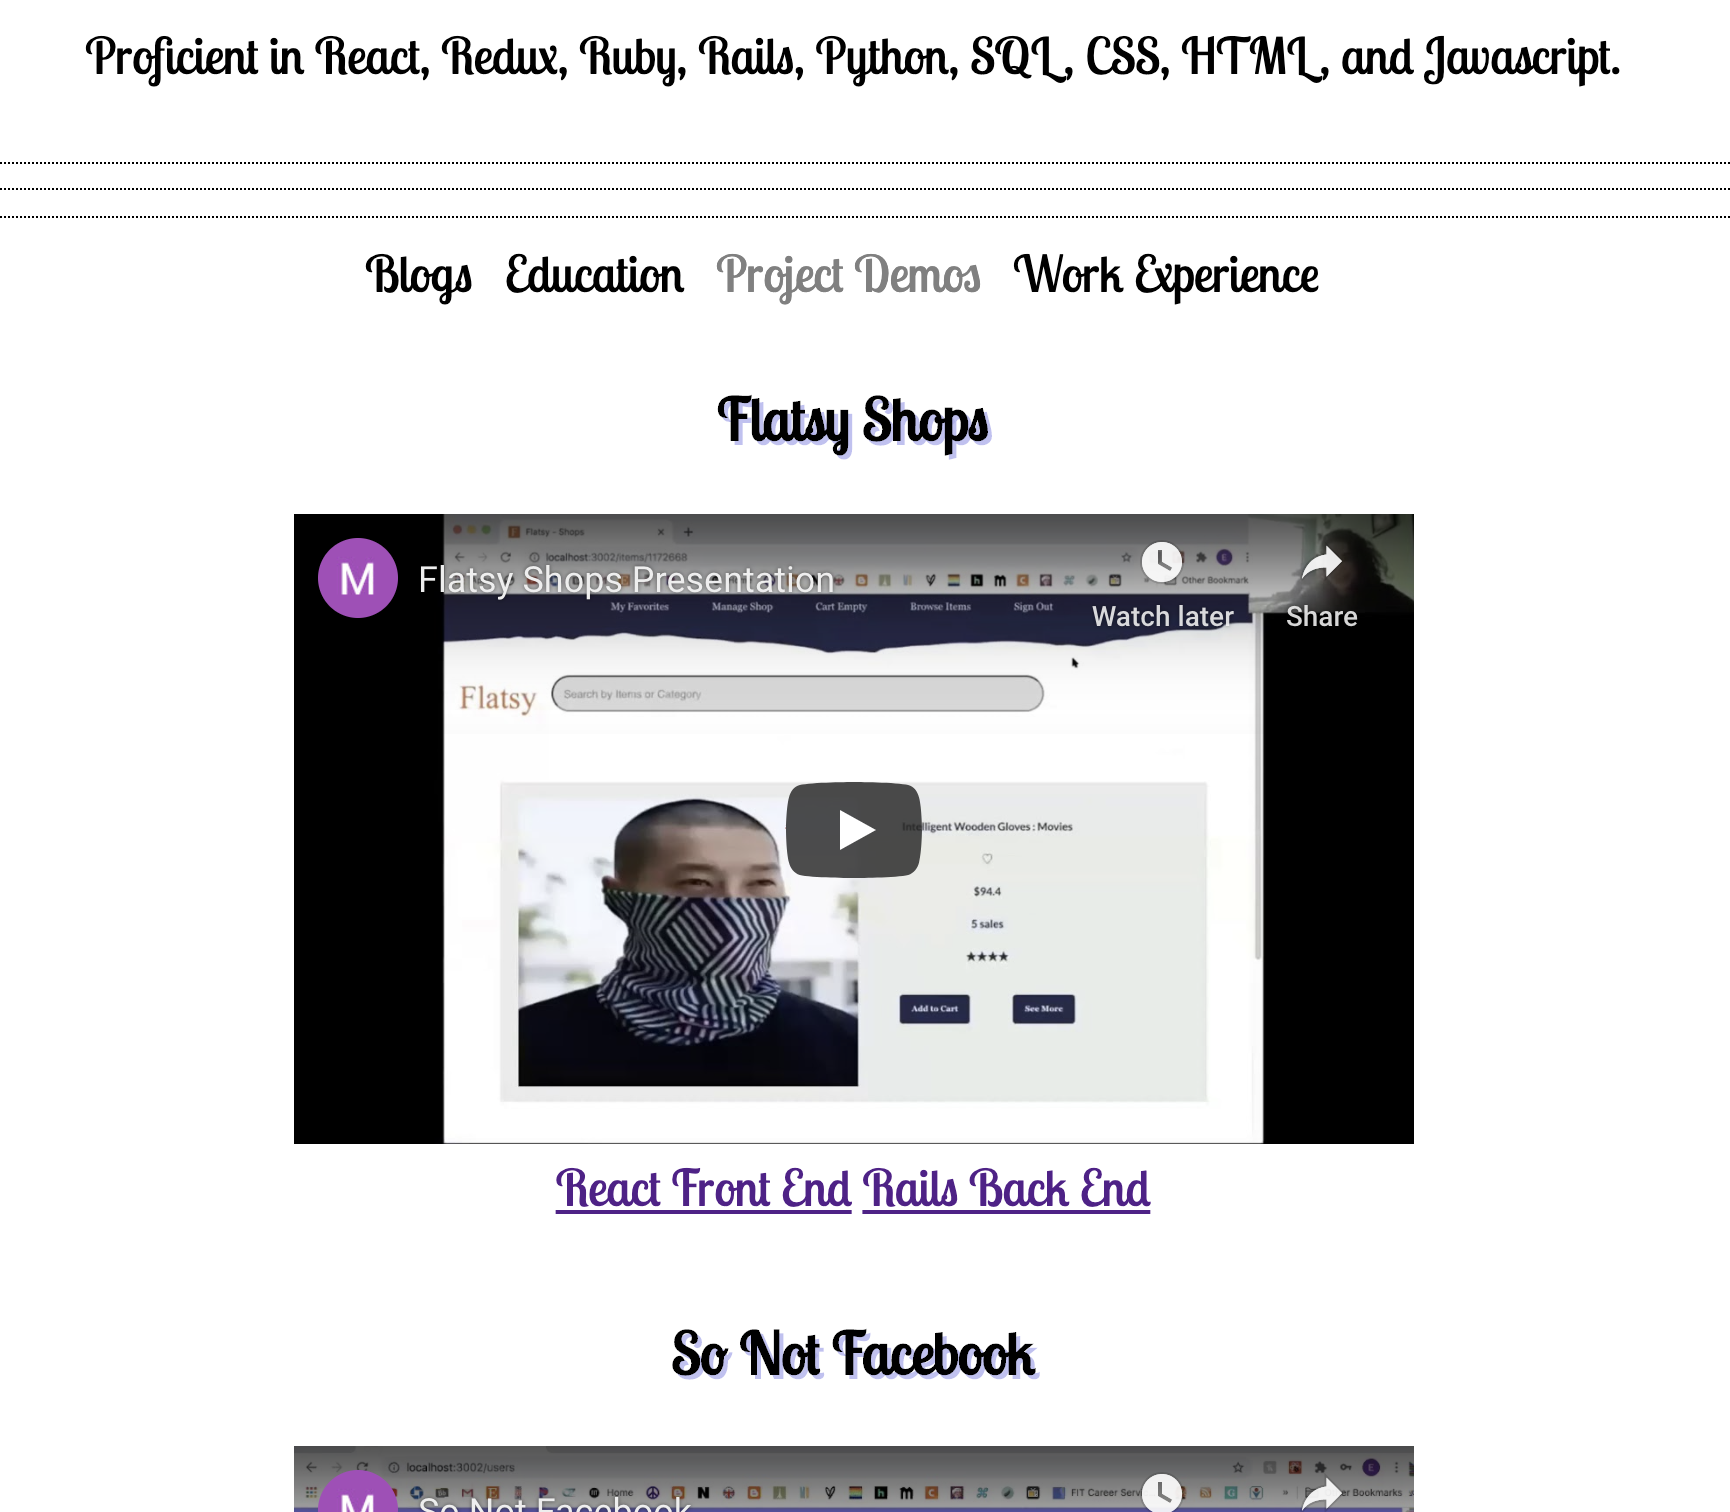 Proficient in React, Redux, Ruby, Rails, Python, SQL, CSS, HTML, and Javascript.
Blogs Education Project Demos Work Experience
Flatsy Shops
Flatsy - Shops
localhost:3002/items/1172668
M Flatsy Shops Presentation
Other Bookmark
My Favorites Manage Shop Cart Empty Browse Items Sign Out
Watch later Share
Flatsy Search by Items or Category
Intelligent Wooden Gloves : Movies
$94.4
5 sales
★★★★
Add to Cart See More
React Front End Rails Back End
So Not Facebook
localhost:3002/users
Home FIT Career Serv er Bookmarks
M So Not Facebook